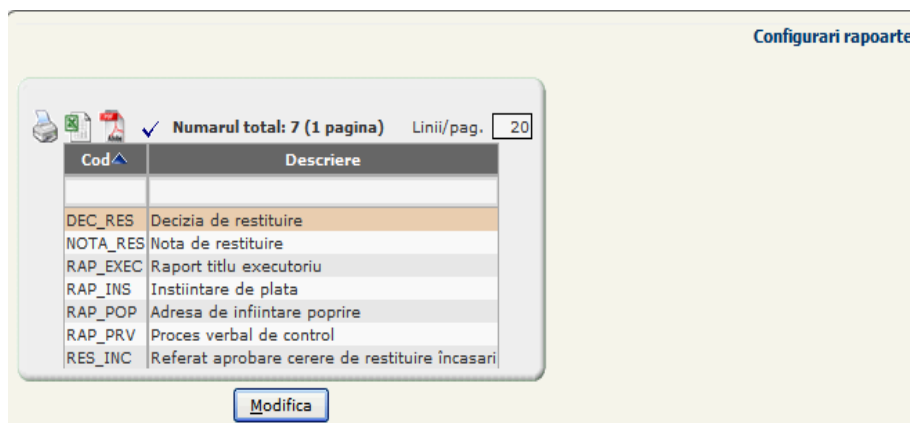 Configurari rapoarte
Numarul total: 7 (1 pagina) Linii/pag. 20
Cod Descriere
DEC_RES Decizia de restituire
NOTA_RES Nota de restituire
RAP_EXEC Raport titlu executoriu
RAP_INS Instiintare de plata
RAP_POP Adresa de infiintare poprire
RAP_PRV Proces verbal de control
RES_INC Referat aprobare cerere de restituire încasari
Modifica